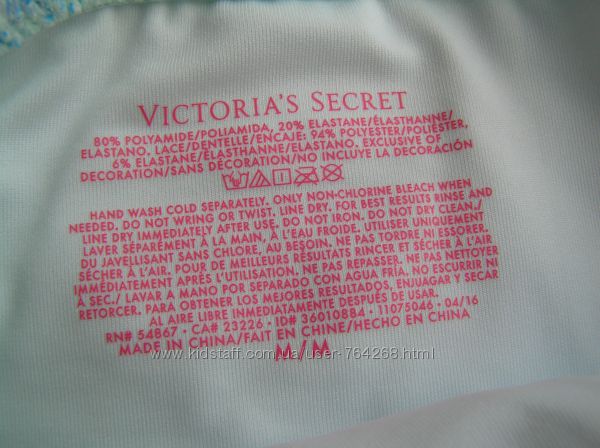 VICTORIA'S SECRET
80% POLYAMIDE/POLIAMIDA, 20% ELASTANE/ÉLASTHANNE/
ELASTANO. LACE/DENTELLE/ENCAJE: 94% POLYESTER/POLIÉSTER,
6% ELASTANE/ÉLASTHANNE/ELASTANO. EXCLUSIVE OF
DECORATION/SANS DÉCORATION/NO INCLUYE LA DECORACIÓN
HAND WASH COLD SEPARATELY. ONLY NON-CHLORINE BLEACH WHEN
NEEDED. DO NOT WRING OR TWIST. LINE DRY. FOR BEST RESULTS RINSE AND
LINE DRY IMMEDIATELY AFTER USE. DO NOT IRON. DO NOT DRY CLEAN./
LAVER SÉPARÉMENT À LA MAIN, À L'EAU FROIDE. UTILISER UNIQUEMENT
DU JAVELLISANT SANS CHLORE, AU BESOIN. NE PAS TORDRE NI ESSORER.
SÉCHER À L'AIR. POUR DE MEILLEURS RÉSULTATS RINCER ET SÉCHER À L'AIR
IMMÉDIATEMENT APRÈS L'UTILISATION. NE PAS REPASSER. NE PAS NETTOYER
À SEC./ LAVAR A MANO POR SEPARADO CON AGUA FRÍA. NO ESCURRIR NI
RETORCER. PARA OBTENER LOS MEJORES RESULTADOS, ENJUAGAR Y SECAR
AL AIRE LIBRE INMEDIATAMENTE DESPUÉS DE USAR.
RN# 54867 • CA# 23226 • ID# 36010884 • 11075046 • 04/16
MADE IN CHINA/FAIT EN CHINE/HECHO EN CHINA
www.kidstaff.com.ua/user-764268.html
M/M